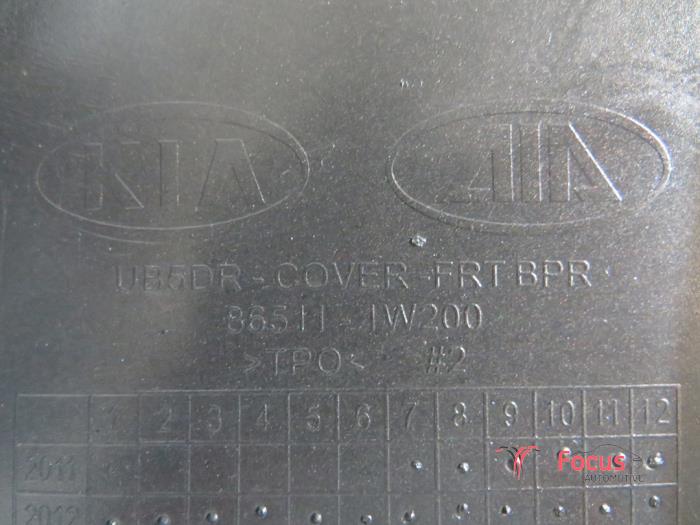 KIA
UB5DR - COVER - FRT BPR
86511 - 1W200
>TPO< #2
1 2 3 4 5 6 7 8 9 10 11 12
2011
2012
Focus
AUTOMOTIVE